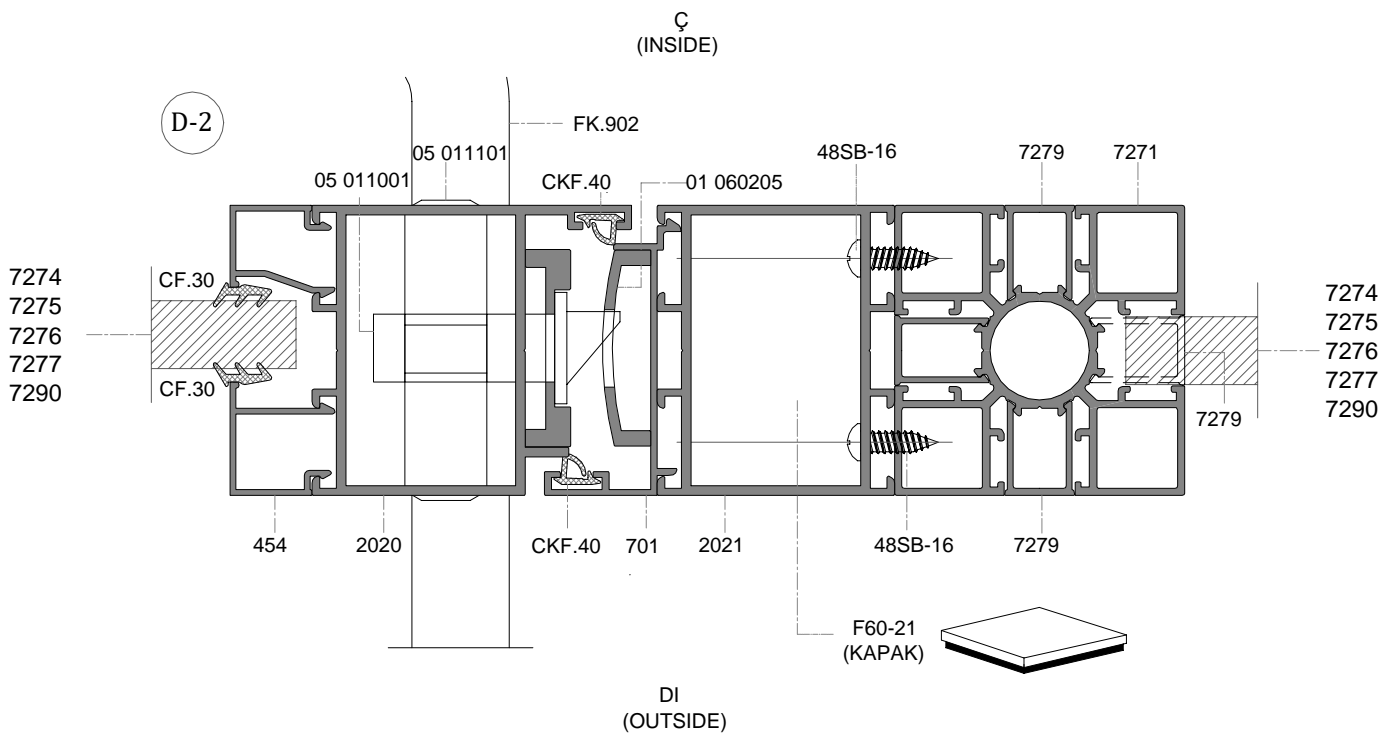 Ç
(INSIDE)
D-2
FK.902
05 011101
48SB-16
7279
7271
05 011001
CKF.40
01 060205
7274
7275
7276
7277
7290
CF.30
CF.30
7274
7275
7276
7277
7290
7279
454
2020
CKF.40
701
2021
48SB-16
7279
F60-21
(KAPAK)
DI
(OUTSIDE)